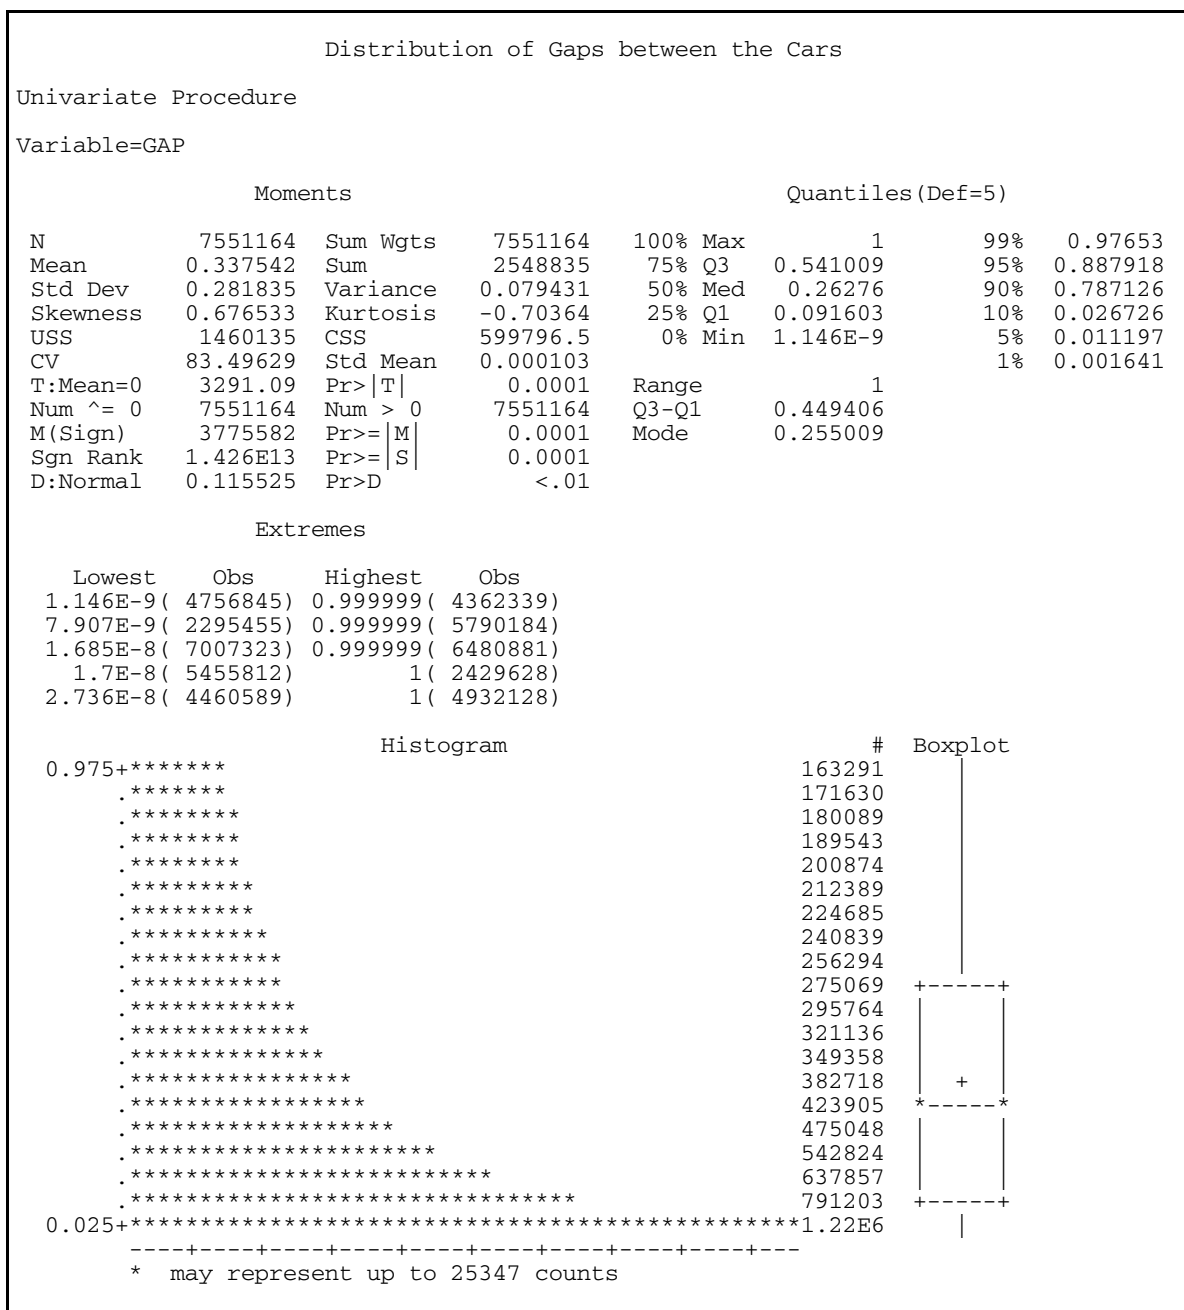 Distribution of Gaps between the Cars
Univariate Procedure
Variable=GAP
Moments Quantiles(Def=5)
N 7551164 Sum Wgts 7551164 100% Max 1 99% 0.97653
Mean 0.337542 Sum 2548835 75% Q3 0.541009 95% 0.887918
Std Dev 0.281835 Variance 0.079431 50% Med 0.26276 90% 0.787126
Skewness 0.676533 Kurtosis -0.70364 25% Q1 0.091603 10% 0.026726
USS 1460135 CSS 599796.5 0% Min 1.146E-9 5% 0.011197
CV 83.49629 Std Mean 0.000103 1% 0.001641
T:Mean=0 3291.09 Pr>|T| 0.0001 Range 1
Num ^= 0 7551164 Num > 0 7551164 Q3-Q1 0.449406
M(Sign) 3775582 Pr>=|M| 0.0001 Mode 0.255009
Sgn Rank 1.426E13 Pr>=|S| 0.0001
D:Normal 0.115525 Pr>D <.01
Extremes
Lowest Obs Highest Obs
1.146E-9( 4756845) 0.999999( 4362339)
7.907E-9( 2295455) 0.999999( 5790184)
1.685E-8( 7007323) 0.999999( 6480881)
1.7E-8( 5455812) 1( 2429628)
2.736E-8( 4460589) 1( 4932128)
Histogram # Boxplot
0.975+******* 163291 |
.******* 171630 |
.******** 180089 |
.******** 189543 |
.******** 200874 |
.********* 212389 |
.********* 224685 |
.********** 240839 |
.*********** 256294 |
.*********** 275069 +-----+
.************ 295764 | |
.************* 321136 | |
.************** 349358 | |
.**************** 382718 | + |
.***************** 423905 *-----*
.******************* 475048 | |
.********************** 542824 | |
.************************** 637857 | |
.******************************** 791203 +-----+
0.025+************************************************1.22E6 |
----+----+----+----+----+----+----+----+----+---
* may represent up to 25347 counts